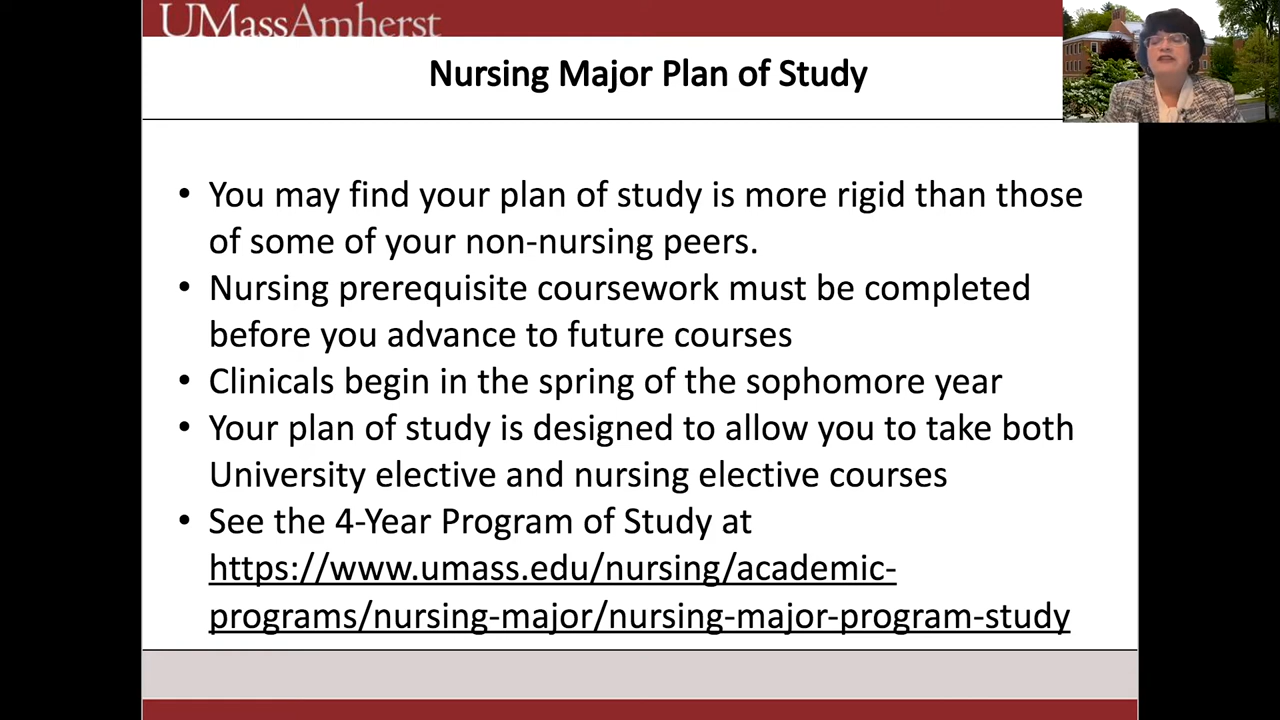 UMassAmherst
Nursing Major Plan of Study
• You may find your plan of study is more rigid than those
of some of your non-nursing peers.
• Nursing prerequisite coursework must be completed
before you advance to future courses
• Clinicals begin in the spring of the sophomore year
• Your plan of study is designed to allow you to take both
University elective and nursing elective courses
• See the 4-Year Program of Study at
https://www.umass.edu/nursing/academic-
programs/nursing-major/nursing-major-program-study